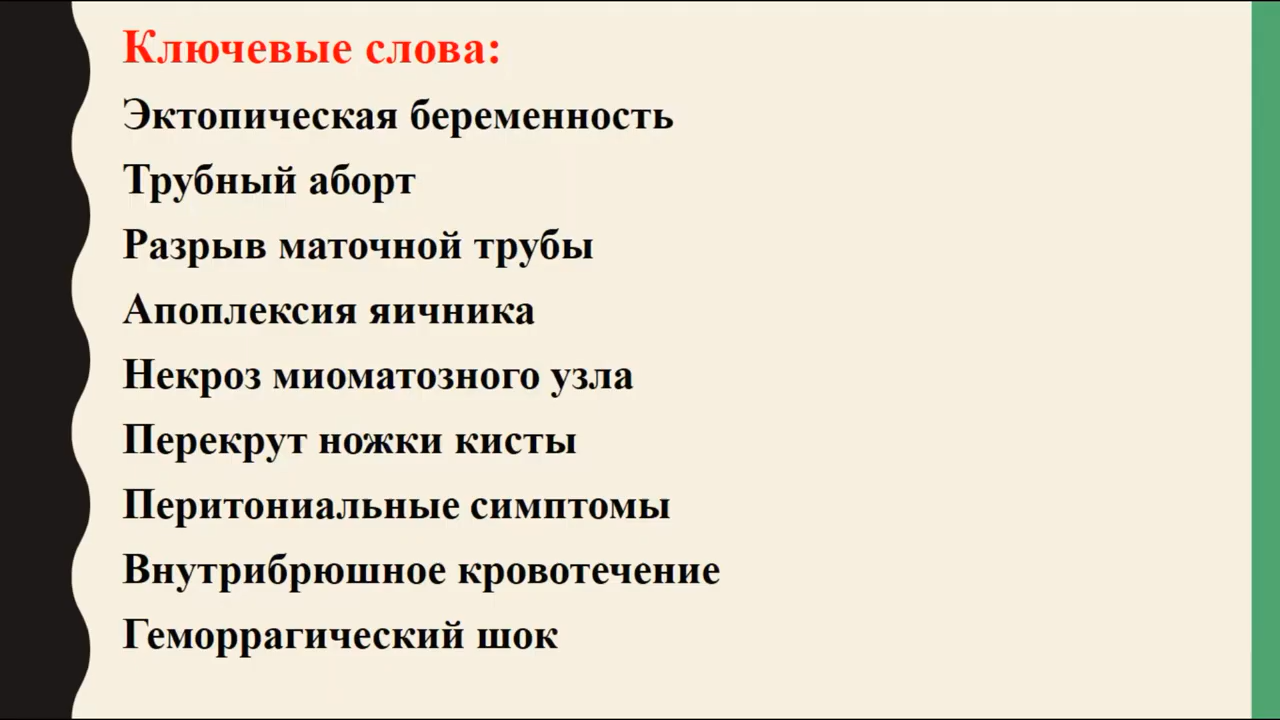 Ключевые слова:
Эктопическая беременность
Трубный аборт
Разрыв маточной трубы
Апоплексия яичника
Некроз миоматозного узла
Перекрут ножки кисты
Перитониальные симптомы
Внутрибрюшное кровотечение
Геморрагический шок